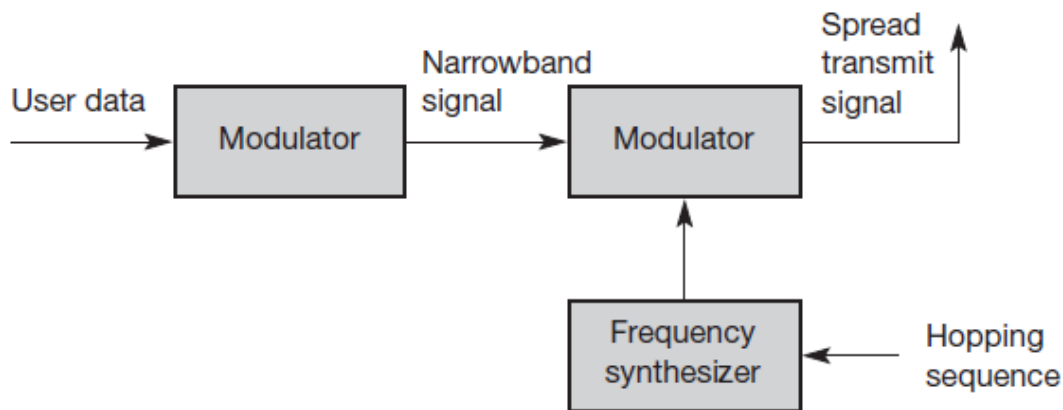 User data
Modulator
Narrowband
signal
Modulator
Spread
transmit
signal
Frequency
synthesizer
Hopping
sequence